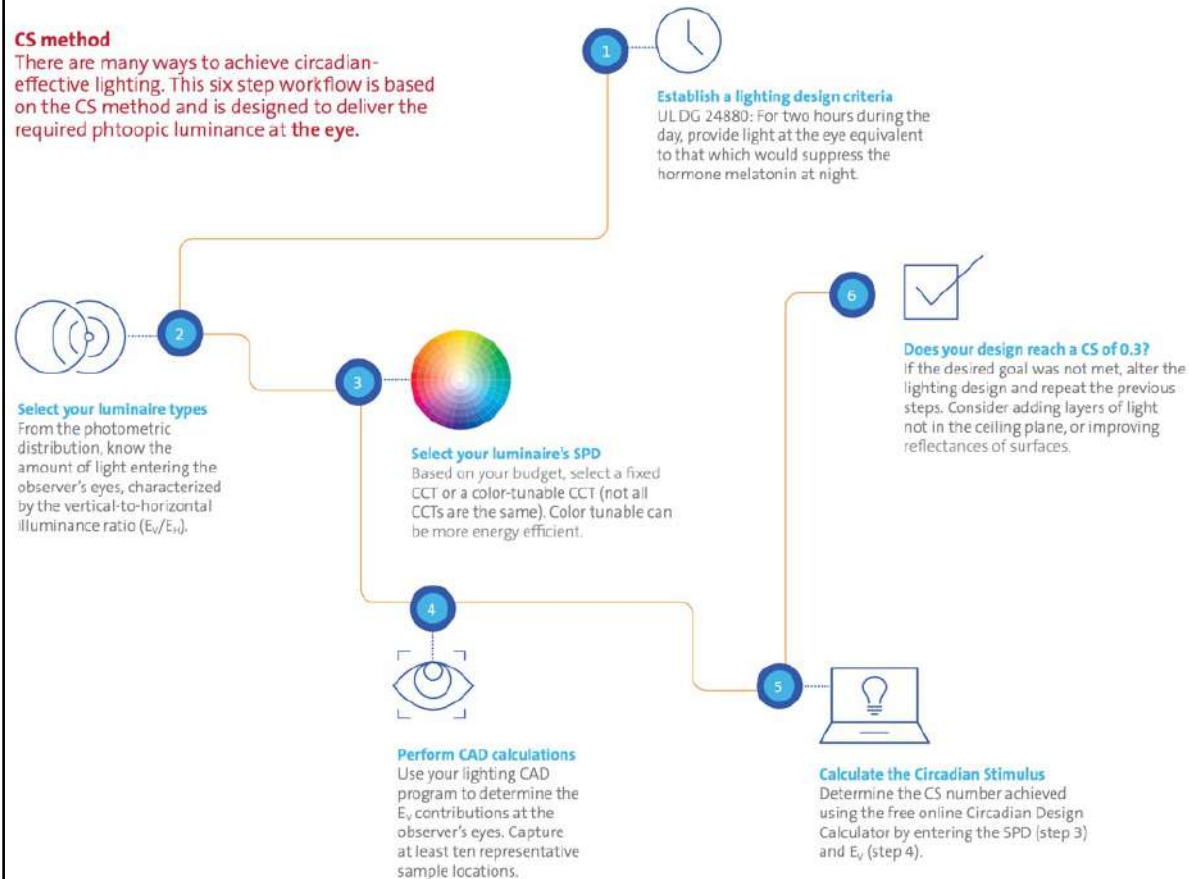 CS method
There are many ways to achieve circadian-
effective lighting. This six step workflow is based
on the CS method and is designed to deliver the
required phtoopic luminance at the eye.
1
Establish a lighting design criteria
UL DG 24880: For two hours during the
day, provide light at the eye equivalent
to that which would suppress the
hormone melatonin at night.
2
Select your luminaire types
From the photometric
distribution, know the
amount of light entering the
observer's eyes, characterized
by the vertical-to-horizontal
illuminance ratio (Eᵥ/Eₕ).
3
Select your luminaire's SPD
Based on your budget, select a fixed
CCT or a color-tunable CCT (not all
CCTs are the same). Color tunable can
be more energy efficient.
4
Perform CAD calculations
Use your lighting CAD
program to determine the
Eᵥ contributions at the
observer's eyes. Capture
at least ten representative
sample locations.
5
Calculate the Circadian Stimulus
Determine the CS number achieved
using the free online Circadian Design
Calculator by entering the SPD (step 3)
and Eᵥ (step 4).
6
Does your design reach a CS of 0.3?
If the desired goal was not met, alter the
lighting design and repeat the previous
steps. Consider adding layers of light
not in the ceiling plane, or improving
reflectances of surfaces.